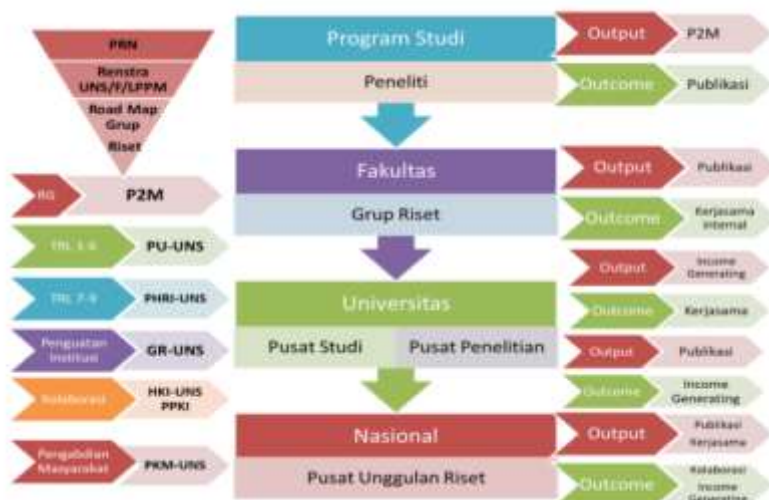 PRN
Renstra
UNS/F/LPPM
Road Map
Grup
Riset
RG
P2M
TRL 1-6
PU-UNS
TRL 7-9
PHRI-UNS
Penguatan
Institusi
GR-UNS
Kolaborasi
HKI-UNS
PPKI
Pengabdian
Masyarakat
PKM-UNS
Program Studi
Peneliti
Fakultas
Grup Riset
Universitas
Pusat Studi
Pusat Penelitian
Nasional
Pusat Unggulan Riset
Output
P2M
Outcome
Publikasi
Output
Publikasi
Outcome
Kerjasama
Internal
Output
Income
Generating
Outcome
Kerjasama
Output
Publikasi
Outcome
Income
Generating
Output
Publikasi
Kerjasama
Outcome
Kolaborasi
Income
Generating